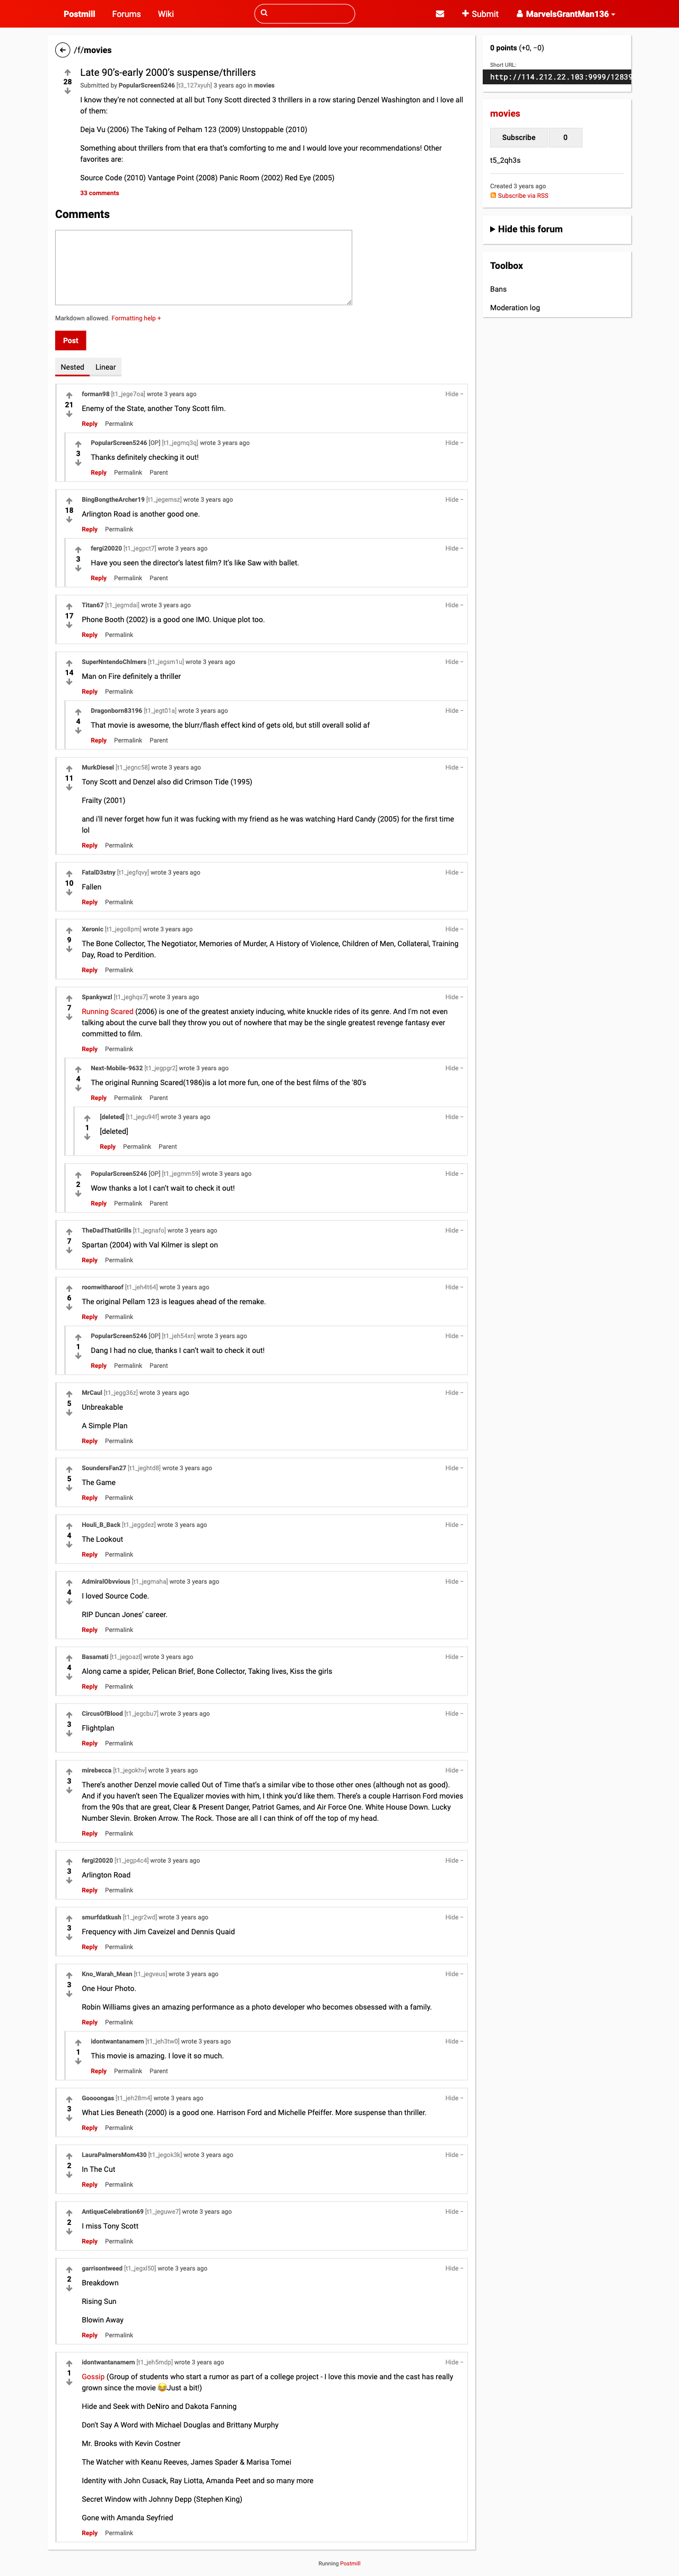 Postmill Forums Wiki Submit MarvelsGrantMan136
/f/movies
28
Late 90's-early 2000's suspense/thrillers
Submitted by PopularScreen5246 [t3_127xyuh] 3 years ago in movies
I know they're not connected at all but Tony Scott directed 3 thrillers in a row staring Denzel Washington and I love all
of them:
Deja Vu (2006) The Taking of Pelham 123 (2009) Unstoppable (2010)
Something about thrillers from that era that's comforting to me and I would love your recommendations! Other
favorites are:
Source Code (2010) Vantage Point (2008) Panic Room (2002) Red Eye (2005)
33 comments
0 points (+0, −0)
Short URL:
http://114.212.22.103:9999/12839
movies
Subscribe 0
t5_2qh3s
Created 3 years ago
Subscribe via RSS
Hide this forum
Toolbox
Bans
Moderation log
Comments
Markdown allowed. Formatting help +
Post
Nested Linear
forman98 [t1_jege7oa] wrote 3 years ago Hide −
21
Enemy of the State, another Tony Scott film.
Reply Permalink
PopularScreen5246 [OP] [t1_jegmq3q] wrote 3 years ago Hide −
3
Thanks definitely checking it out!
Reply Permalink Parent
BingBongtheArcher19 [t1_jegemsz] wrote 3 years ago Hide −
18
Arlington Road is another good one.
Reply Permalink
fergi20020 [t1_jegpct7] wrote 3 years ago Hide −
3
Have you seen the director's latest film? It's like Saw with ballet.
Reply Permalink Parent
Titan67 [t1_jegmdai] wrote 3 years ago Hide −
17
Phone Booth (2002) is a good one IMO. Unique plot too.
Reply Permalink
SuperNntendoChlmers [t1_jegsm1u] wrote 3 years ago Hide −
14
Man on Fire definitely a thriller
Reply Permalink
Dragonborn83196 [t1_jegt01a] wrote 3 years ago Hide −
4
That movie is awesome, the blur/flash effect kind of gets old, but still overall solid af
Reply Permalink Parent
MurkDiesel [t1_jegnc58] wrote 3 years ago Hide −
11
Tony Scott and Denzel also did Crimson Tide (1995)
Frailty (2001)
and i'll never forget how fun it was fucking with my friend as he was watching Hard Candy (2005) for the first time
lol
Reply Permalink
FatalD3stny [t1_jegfqvy] wrote 3 years ago Hide −
10
Fallen
Reply Permalink
Xeronic [t1_jego8pm] wrote 3 years ago Hide −
9
The Bone Collector, The Negotiator, Memories of Murder, A History of Violence, Children of Men, Collateral, Training
Day, Road to Perdition.
Reply Permalink
Spankywzl [t1_jeghqx7] wrote 3 years ago Hide −
7
Running Scared (2006) is one of the greatest anxiety inducing, white knuckle rides of its genre. And I'm not even
talking about the curve ball they throw you out of nowhere that may be the single greatest revenge fantasy ever
committed to film.
Reply Permalink
Next-Mobile-9632 [t1_jegpgr2] wrote 3 years ago Hide −
4
The original Running Scared(1986)is a lot more fun, one of the best films of the '80's
Reply Permalink Parent
[deleted] [t1_jegu94f] wrote 3 years ago Hide −
1
[deleted]
Reply Permalink Parent
PopularScreen5246 [OP] [t1_jegmm59] wrote 3 years ago Hide −
2
Wow thanks a lot I can't wait to check it out!
Reply Permalink Parent
TheDadThatGrills [t1_jegnafo] wrote 3 years ago Hide −
7
Spartan (2004) with Val Kilmer is slept on
Reply Permalink
roomwitharoof [t1_jeh4t64] wrote 3 years ago Hide −
6
The original Pellam 123 is leagues ahead of the remake.
Reply Permalink
PopularScreen5246 [OP] [t1_jeh54xn] wrote 3 years ago Hide −
1
Dang I had no clue, thanks I can't wait to check it out!
Reply Permalink Parent
MrCaul [t1_jegg36z] wrote 3 years ago Hide −
5
Unbreakable
A Simple Plan
Reply Permalink
SoundersFan27 [t1_jeghtd8] wrote 3 years ago Hide −
5
The Game
Reply Permalink
Houli_B_Back [t1_jeggdez] wrote 3 years ago Hide −
4
The Lookout
Reply Permalink
AdmiralObvvious [t1_jegmaha] wrote 3 years ago Hide −
4
I loved Source Code.
RIP Duncan Jones' career.
Reply Permalink
Basamati [t1_jegoazl] wrote 3 years ago Hide −
4
Along came a spider, Pelican Brief, Bone Collector, Taking lives, Kiss the girls
Reply Permalink
CircusOfBlood [t1_jegcbu7] wrote 3 years ago Hide −
3
Flightplan
Reply Permalink
mirebecca [t1_jegokhv] wrote 3 years ago Hide −
3
There's another Denzel movie called Out of Time that's a similar vibe to those other ones (although not as good).
And if you haven't seen The Equalizer movies with him, I think you'd like them. There's a couple Harrison Ford movies
from the 90s that are great, Clear & Present Danger, Patriot Games, and Air Force One. White House Down. Lucky
Number Slevin. Broken Arrow. The Rock. Those are all I can think of off the top of my head.
Reply Permalink
fergi20020 [t1_jegp4c4] wrote 3 years ago Hide −
3
Arlington Road
Reply Permalink
smurfdatkush [t1_jegr2wd] wrote 3 years ago Hide −
3
Frequency with Jim Caveizel and Dennis Quaid
Reply Permalink
Kno_Warah_Mean [t1_jegveus] wrote 3 years ago Hide −
3
One Hour Photo.
Robin Williams gives an amazing performance as a photo developer who becomes obsessed with a family.
Reply Permalink
idontwantanamern [t1_jeh3tw0] wrote 3 years ago Hide −
1
This movie is amazing. I love it so much.
Reply Permalink Parent
Goooongas [t1_jeh28m4] wrote 3 years ago Hide −
3
What Lies Beneath (2000) is a good one. Harrison Ford and Michelle Pfeiffer. More suspense than thriller.
Reply Permalink
LauraPalmersMom430 [t1_jegok3k] wrote 3 years ago Hide −
2
In The Cut
Reply Permalink
AntiqueCelebration69 [t1_jeguwe7] wrote 3 years ago Hide −
2
I miss Tony Scott
Reply Permalink
garrisontweed [t1_jegxl50] wrote 3 years ago Hide −
2
Breakdown
Rising Sun
Blowin Away
Reply Permalink
idontwantanamern [t1_jeh5mdp] wrote 3 years ago Hide −
1
Gossip (Group of students who start a rumor as part of a college project - I love this movie and the cast has really
grown since the movie 😂Just a bit!)
Hide and Seek with DeNiro and Dakota Fanning
Don't Say A Word with Michael Douglas and Brittany Murphy
Mr. Brooks with Kevin Costner
The Watcher with Keanu Reeves, James Spader & Marisa Tomei
Identity with John Cusack, Ray Liotta, Amanda Peet and so many more
Secret Window with Johnny Depp (Stephen King)
Gone with Amanda Seyfried
Reply Permalink
Running Postmill